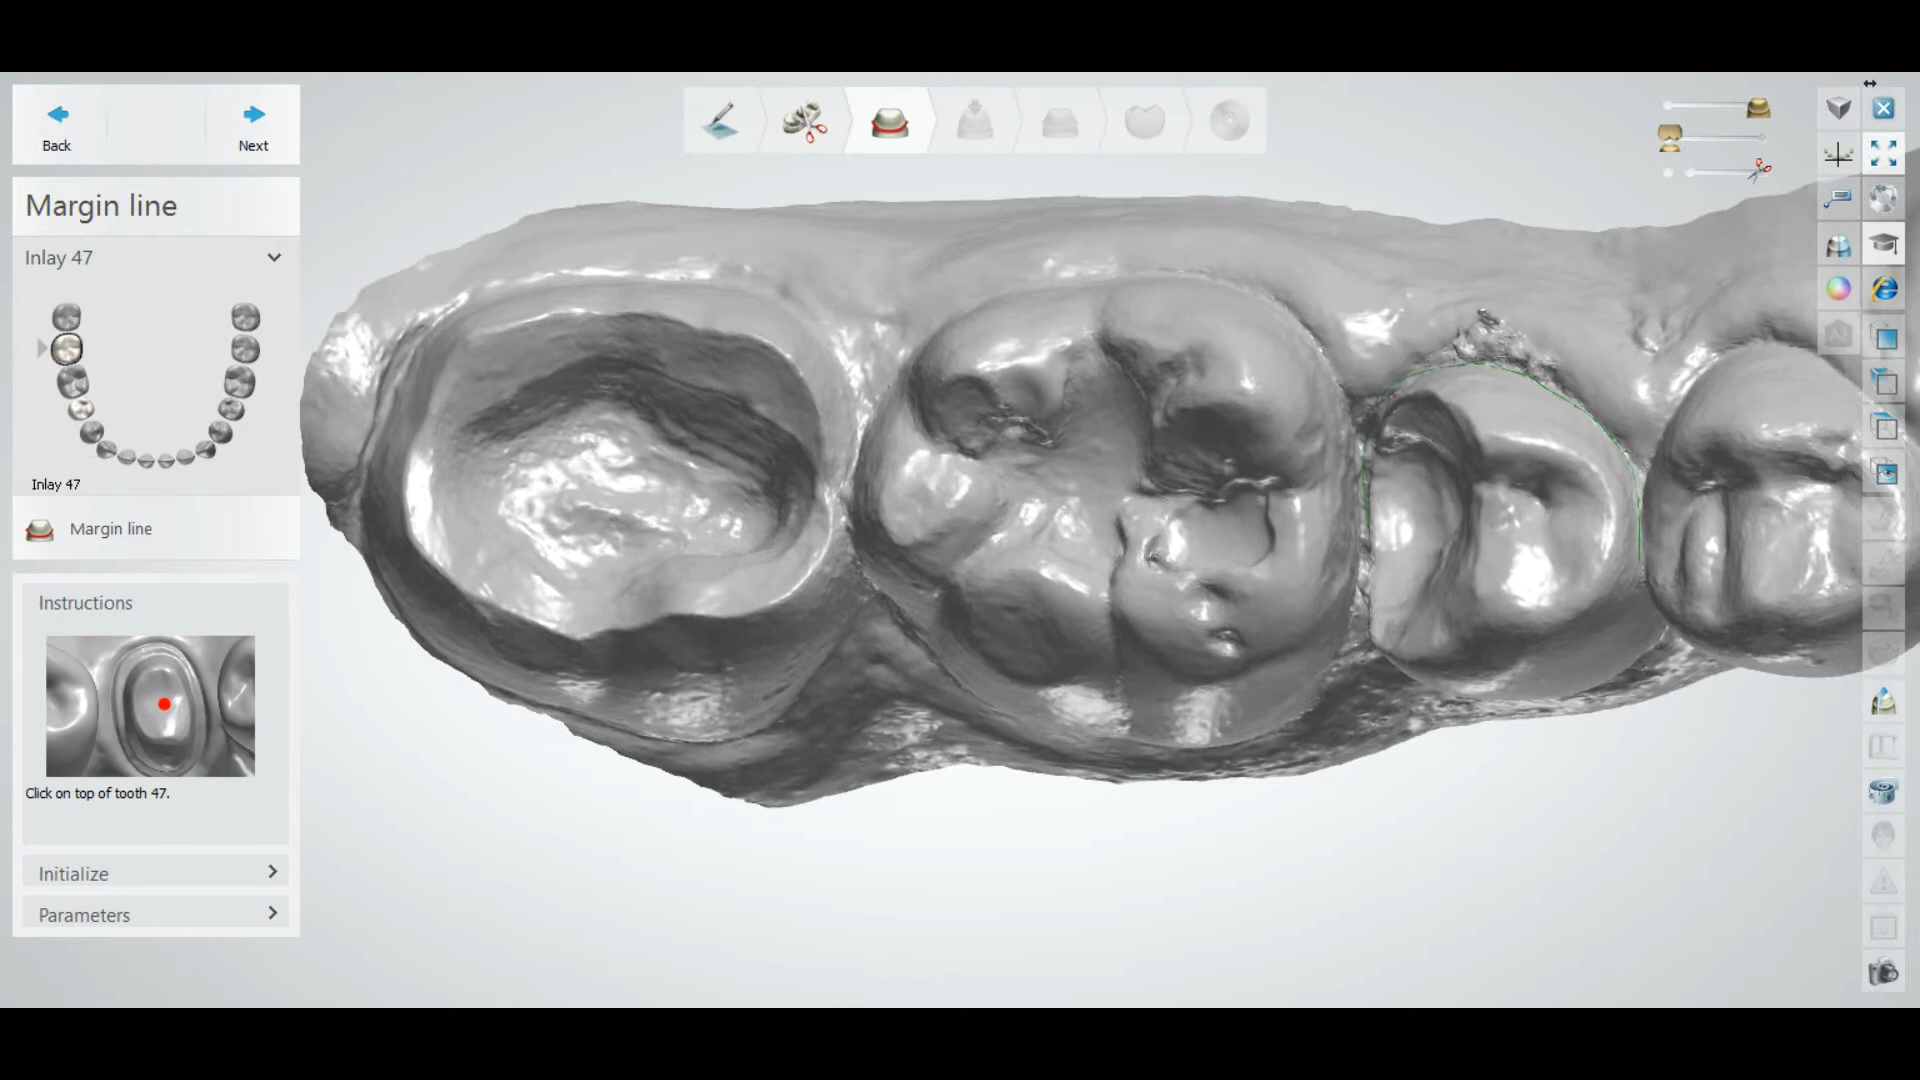 Back
Next
Margin line
Inlay 47
Inlay 47
Margin line
Instructions
Click on top of tooth 47.
Initialize
Parameters